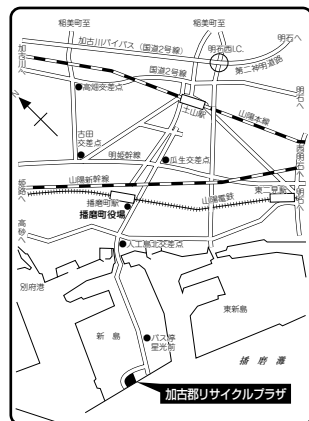 稲美町至
稲美町至
加古川バイパス（国道2号線）
明石西I.C.
明石へ
加古川へ
国道2号線
第二神明道路
高畑交差点
土山駅
明石へ
山陽本線
N
古田
交差点
明姫幹線
瓜生交差点
西明石へ
山陽新幹線
東二見駅
姫路へ
播磨町駅
山陽電鉄
明石へ
播磨町役場
高砂へ
人工島北交差点
別府港
新島
バス停
星光前
東新島
播磨灘
加古郡リサイクルプラザ